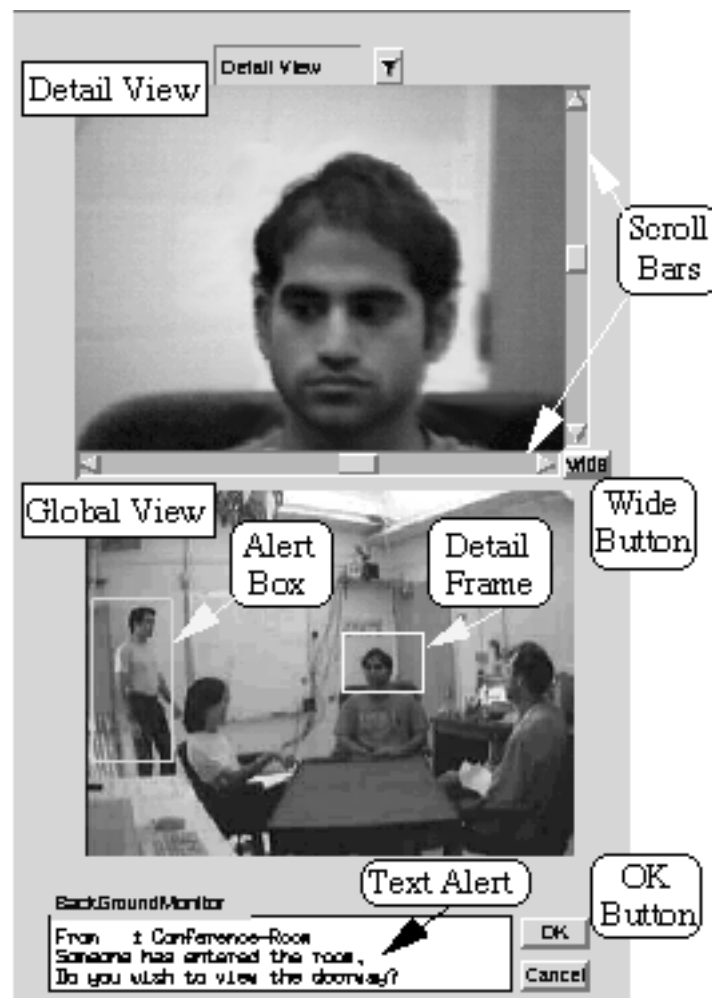 Detail View
Detail View
Scroll
Bars
wide
Wide
Button
Global View
Alert
Box
Detail
Frame
Text Alert
OK
Button
BackGroundMonitor
From : Conference-Room
Someone has entered the room.
Do you wish to view the doorway?
OK
Cancel